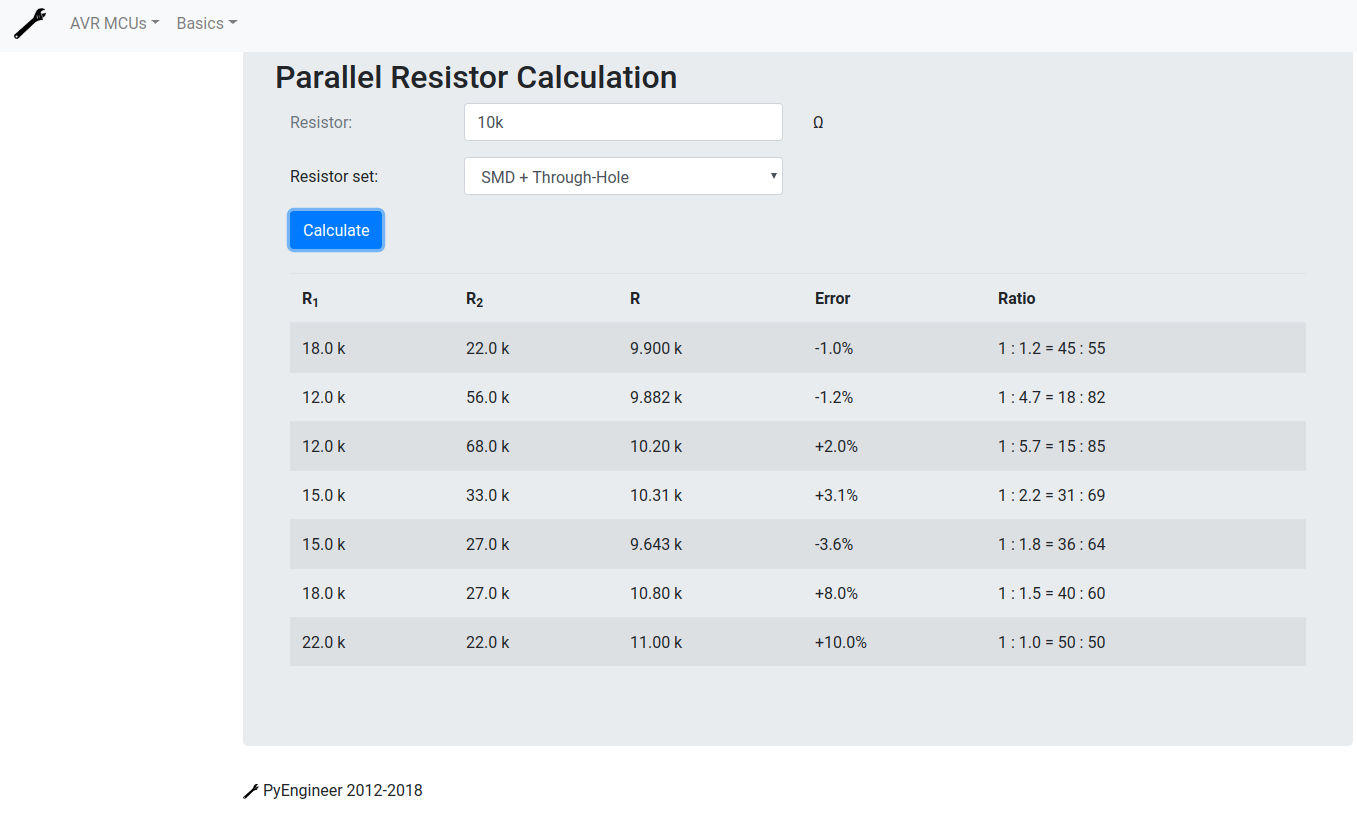 AVR MCUs Basics
Parallel Resistor Calculation
Resistor: 10k Ω
Resistor set: SMD + Through-Hole
Calculate
R1 R2 R Error Ratio
18.0 k 22.0 k 9.900 k -1.0% 1 : 1.2 = 45 : 55
12.0 k 56.0 k 9.882 k -1.2% 1 : 4.7 = 18 : 82
12.0 k 68.0 k 10.20 k +2.0% 1 : 5.7 = 15 : 85
15.0 k 33.0 k 10.31 k +3.1% 1 : 2.2 = 31 : 69
15.0 k 27.0 k 9.643 k -3.6% 1 : 1.8 = 36 : 64
18.0 k 27.0 k 10.80 k +8.0% 1 : 1.5 = 40 : 60
22.0 k 22.0 k 11.00 k +10.0% 1 : 1.0 = 50 : 50
PyEngineer 2012-2018